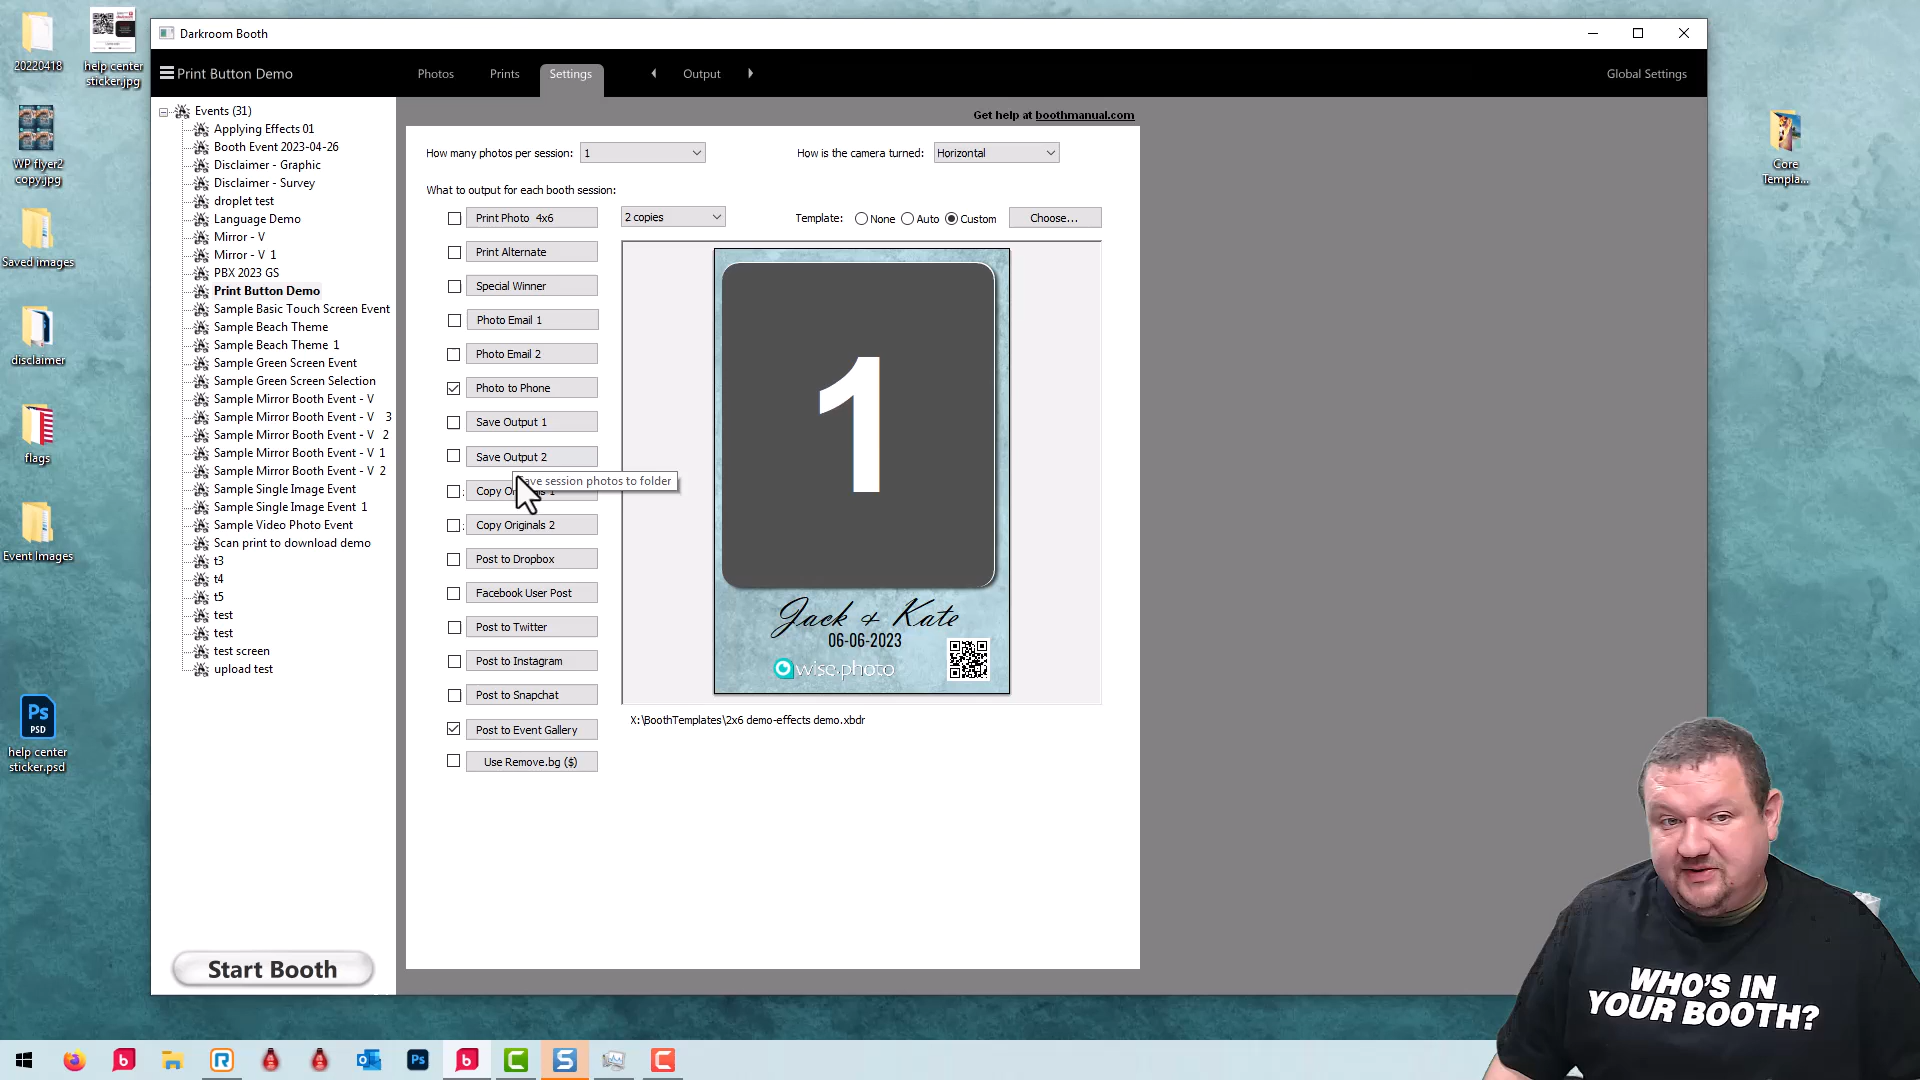 20220418
help center
sticker.jpg
WP flyer2
copy.jpg
Saved images
disclaimer
flags
Event Images
Ps
PSD
help center
sticker.psd
Core
Templa...
Darkroom Booth
Print Button Demo
Photos
Prints
Settings
Output
Global Settings
Events (31)
Applying Effects 01
Booth Event 2023-04-26
Disclaimer - Graphic
Disclaimer - Survey
droplet test
Language Demo
Mirror - V
Mirror - V 1
PBX 2023 GS
Print Button Demo
Sample Basic Touch Screen Event
Sample Beach Theme
Sample Beach Theme 1
Sample Green Screen Event
Sample Green Screen Selection
Sample Mirror Booth Event - V
Sample Mirror Booth Event - V 3
Sample Mirror Booth Event - V 2
Sample Mirror Booth Event - V 1
Sample Mirror Booth Event - V 2
Sample Single Image Event
Sample Single Image Event 1
Sample Video Photo Event
Scan print to download demo
t3
t4
t5
test
test
test screen
upload test
Start Booth
Get help at boothmanual.com
How many photos per session: 1
How is the camera turned: Horizontal
What to output for each booth session:
Print Photo 4x6
2 copies
Template: None Auto Custom Choose...
Print Alternate
Special Winner
Photo Email 1
Photo Email 2
Photo to Phone
Save Output 1
Save Output 2
save session photos to folder
Copy Originals 1
Copy Originals 2
Post to Dropbox
Facebook User Post
Post to Twitter
Post to Instagram
Post to Snapchat
Post to Event Gallery
Use Remove.bg ($)
1
Jack & Kate
06-06-2023
wise.photo
X:\BoothTemplates\2x6 demo-effects demo.xbdr
WHO'S IN
YOUR BOOTH?